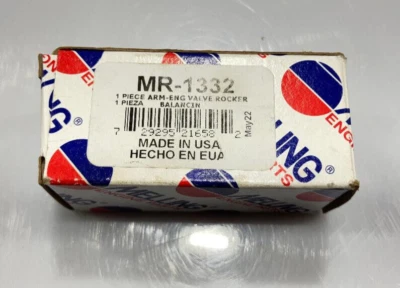 MR-1332
1 PIECE ARM-ENG VALVE ROCKER
1 PIEZA BALANCIN
7 29295 21658 2
May22
MADE IN USA
HECHO EN EUA
MELLING®